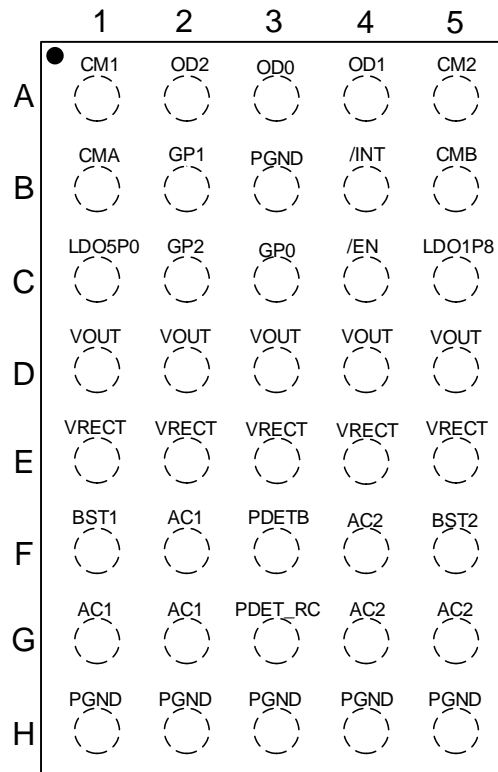 1 2 3 4 5
A CM1 OD2 OD0 OD1 CM2
B CMA GP1 PGND /INT CMB
C LDO5P0 GP2 GP0 /EN LDO1P8
D VOUT VOUT VOUT VOUT VOUT
E VRECT VRECT VRECT VRECT VRECT
F BST1 AC1 PDETB AC2 BST2
G AC1 AC1 PDET_RC AC2 AC2
H PGND PGND PGND PGND PGND